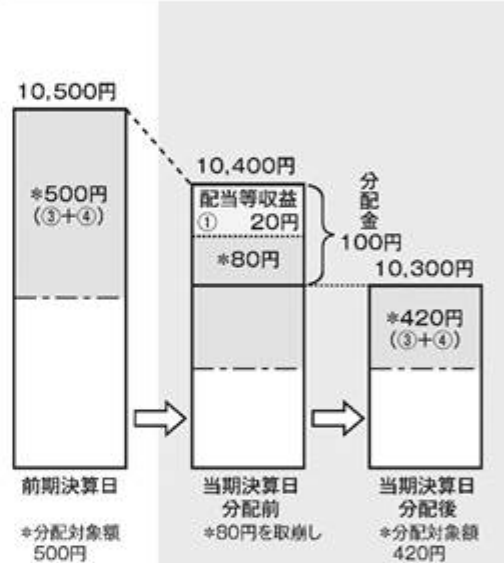 10,500円
*500円
(③+④)
前期決算日
*分配対象額
500円
10,400円
配当等収益
① 20円
*80円
分配金
100円
当期決算日
分配前
*80円を取崩し
10,300円
*420円
(③+④)
当期決算日
分配後
*分配対象額
420円